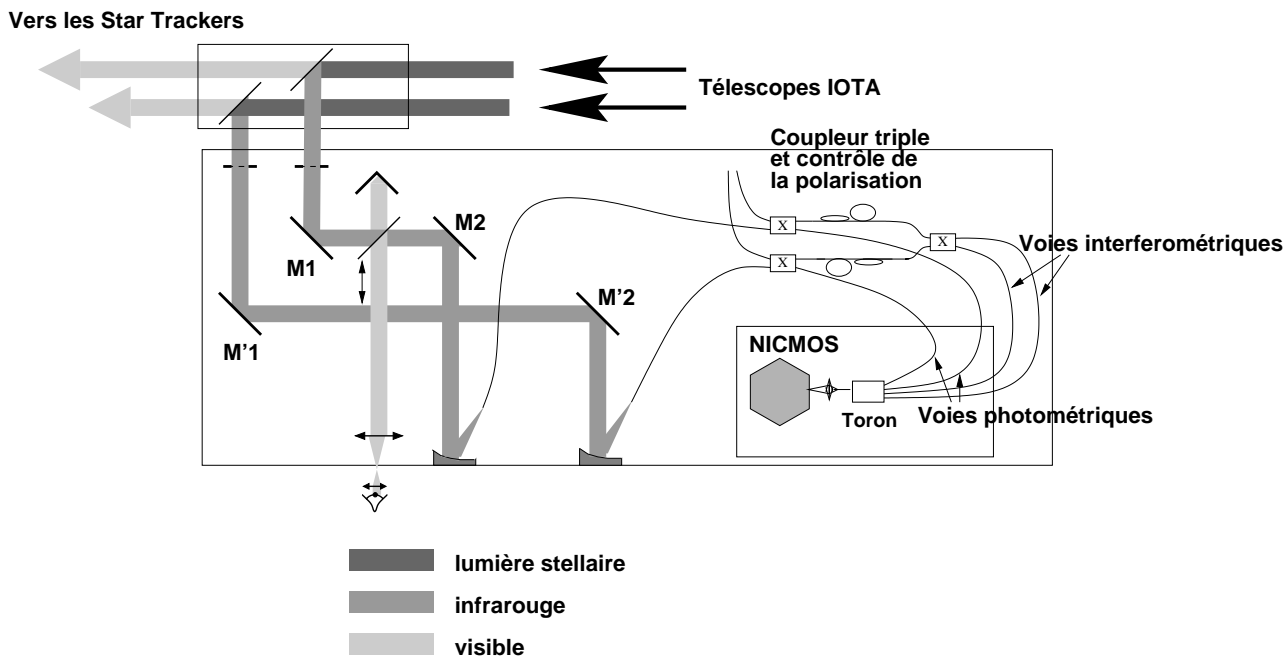 Vers les Star Trackers
Télescopes IOTA
Coupleur triple
et contrôle de
la polarisation
M2
X
X
X
Voies interferométriques
M1
M'2
M'1
NICMOS
Toron
Voies photométriques
lumière stellaire
infrarouge
visible